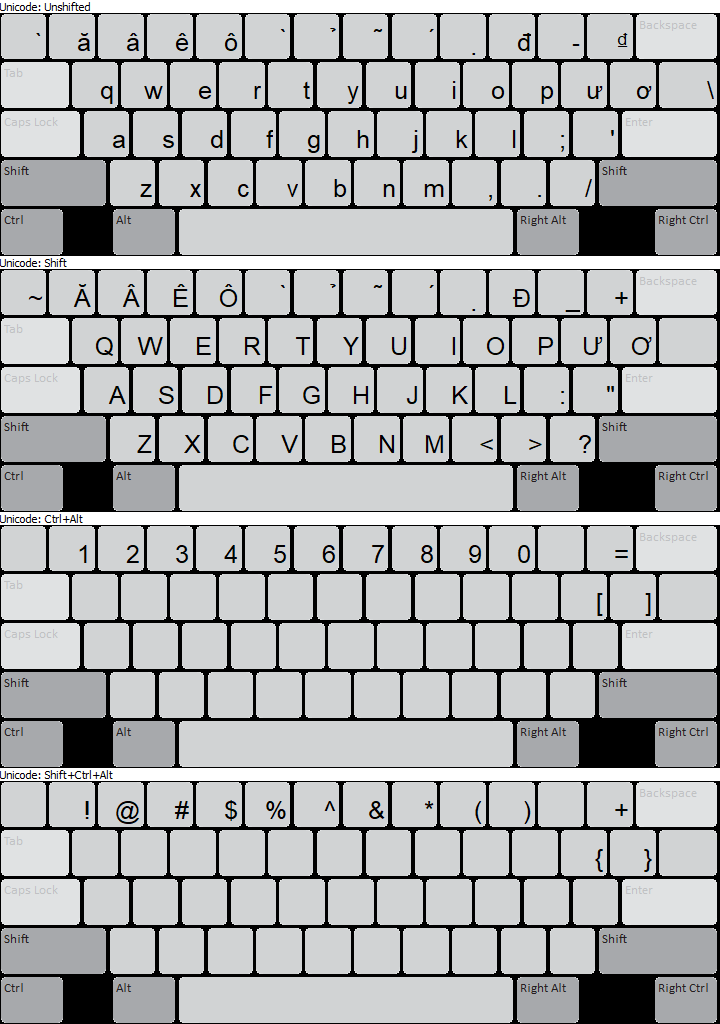 Unicode: Unshifted
` ă â ê ô ̀ ̉ ̃ ́ ̣ đ - ₫ Backspace
Tab q w e r t y u i o p ư ơ \
Caps Lock a s d f g h j k l ; ' Enter
Shift z x c v b n m , . / Shift
Ctrl Alt Right Alt Right Ctrl
Unicode: Shift
~ Ă Â Ê Ô ̀ ̉ ̃ ́ ̣ Đ _ + Backspace
Tab Q W E R T Y U I O P Ư Ơ
Caps Lock A S D F G H J K L : " Enter
Shift Z X C V B N M < > ? Shift
Ctrl Alt Right Alt Right Ctrl
Unicode: Ctrl+Alt
1 2 3 4 5 6 7 8 9 0 = Backspace
Tab [ ]
Caps Lock Enter
Shift Shift
Ctrl Alt Right Alt Right Ctrl
Unicode: Shift+Ctrl+Alt
! @ # $ % ^ & * ( ) + Backspace
Tab { }
Caps Lock Enter
Shift Shift
Ctrl Alt Right Alt Right Ctrl